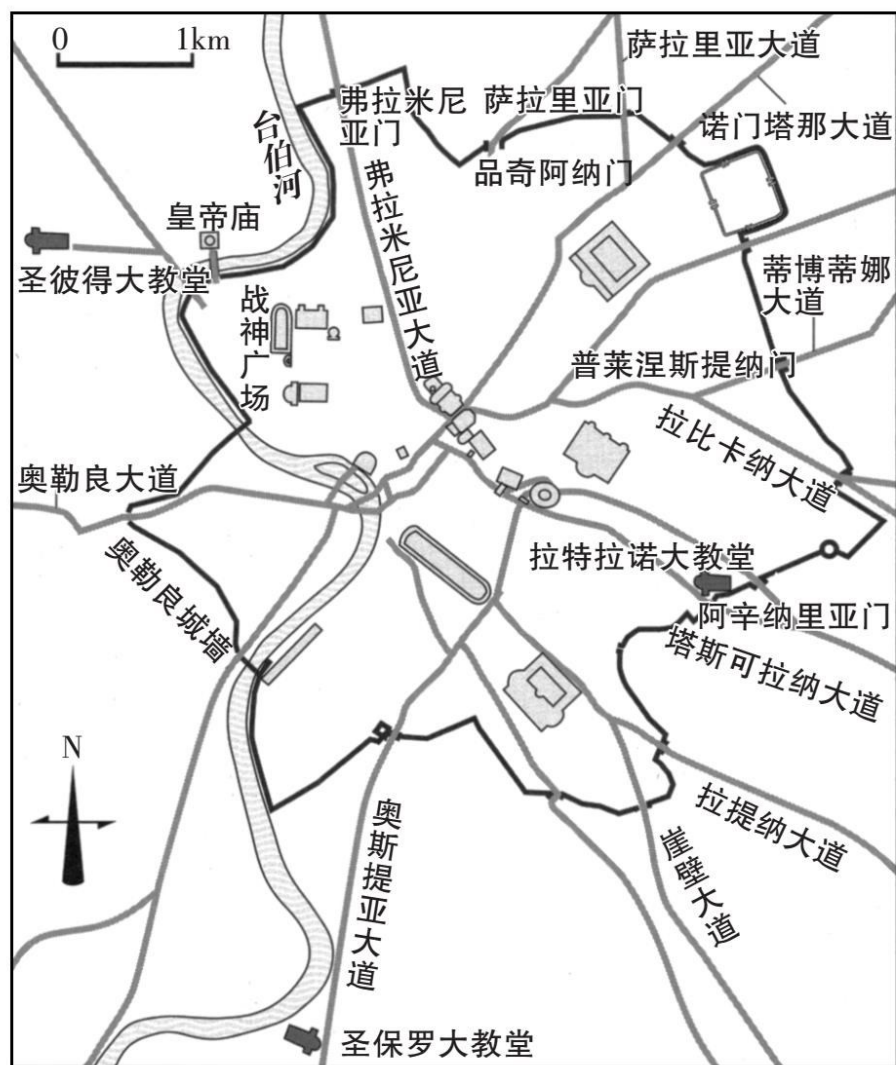 0 1km
萨拉里亚大道
弗拉米尼
亚门
萨拉里亚门
诺门塔那大道
台伯河
品奇阿纳门
弗拉米尼亚大道
皇帝庙
圣彼得大教堂
战神广场
蒂博蒂娜
大道
普莱涅斯提纳门
拉比卡纳大道
奥勒良大道
拉特拉诺大教堂
奥勒良城墙
阿辛纳里亚门
塔斯可拉纳大道
N
拉提纳大道
奥斯提亚大道
崖壁大道
圣保罗大教堂